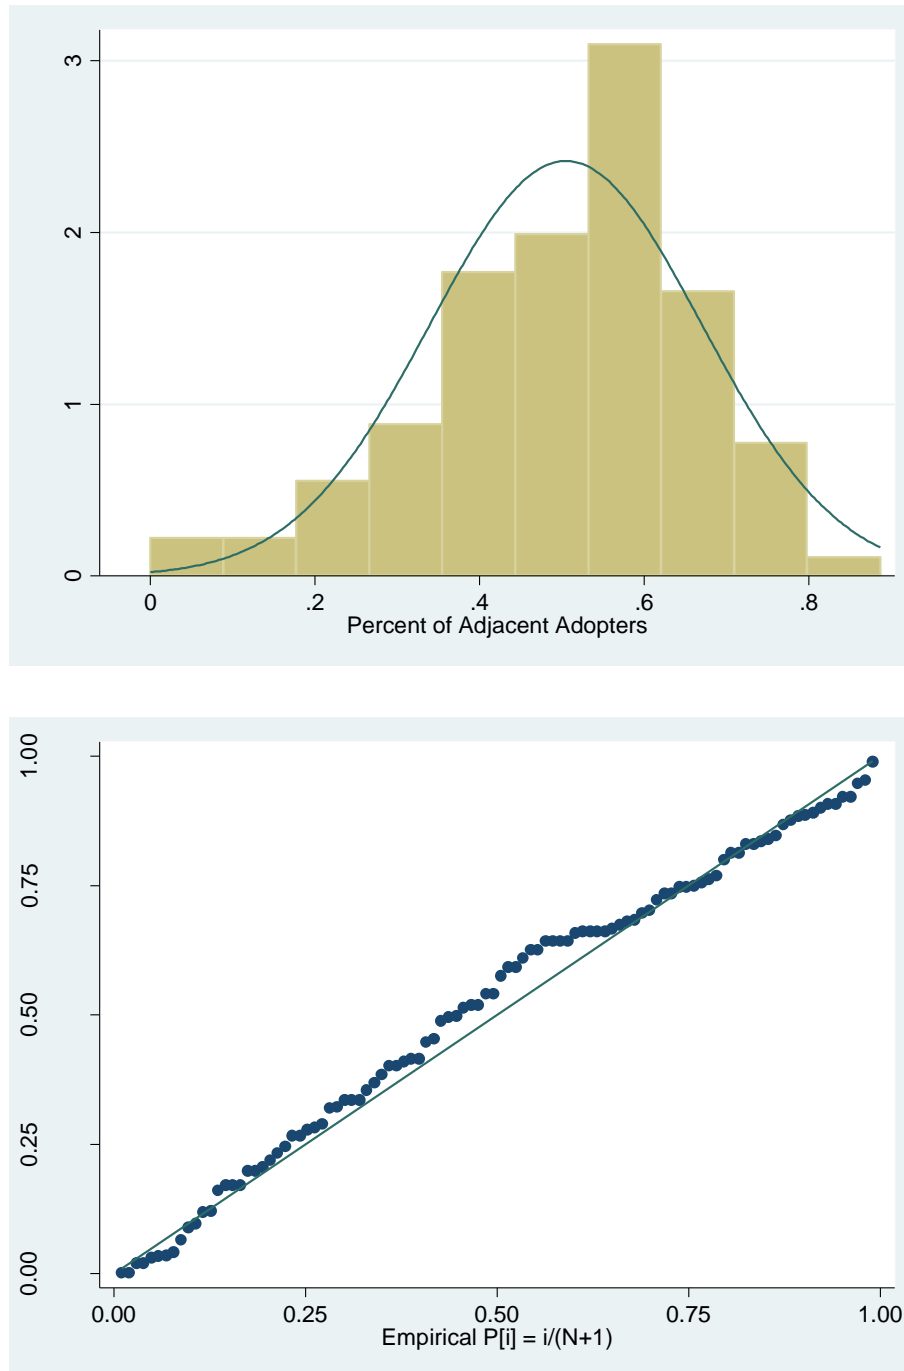 3
2
1
0
0 .2 .4 .6 .8
Percent of Adjacent Adopters
1.00
0.75
0.50
0.25
0.00
0.00 0.25 0.50 0.75 1.00
Empirical P[i] = i/(N+1)